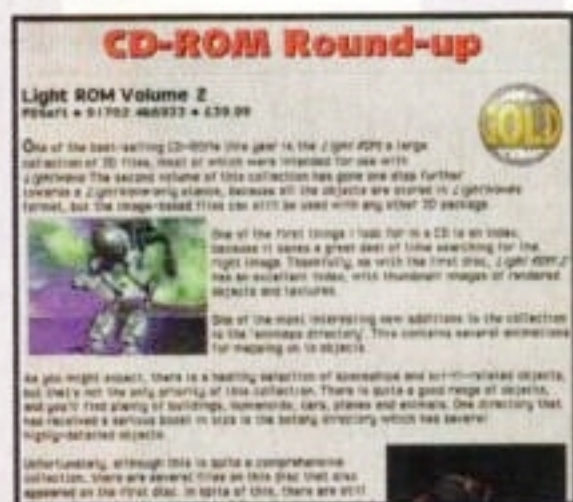 CD-ROM Round-up
Light ROM Volume 2
GOLD
One of the best-selling CD-ROMs this year is the Light ROM a large
collection of 3D files, most of which were intended for use with
Lightwave The second volume of this collection has gone one step further
towards a Lightwave-only stance, because all the objects are stored in Lightwave
format, but the image-based files can still be used with any other 3D package
One of the first things I look for in a CD is an index,
because it saves a great deal of time searching for the
right image. Thankfully, as with the first disc, Light ROM 2
has an excellent index, with thumbnail images of rendered
objects and textures.
One of the most interesting new additions to the collection
is the directory. This contains several animations
for mapping on to objects.
As you might expect, there is a healthy selection of spaceships and sci-fi-related objects,
but that's not the only priority of this collection. There is quite a good range of objects,
and you'll find plenty of buildings, humanoids, cars, planes and animals. One directory that
has received a serious boost in size is the botany directory which has several
highly-detailed objects.
Unfortunately, although this is quite a comprehensive
collection, there are several files on this disc that also
appeared on the first disc. In spite of this, there are still